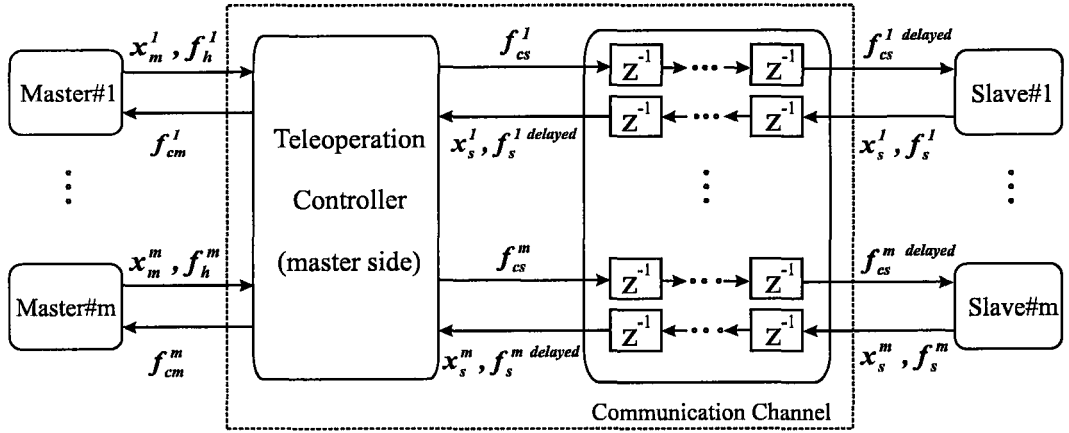 x_m^1 , f_h^1
f_cs^1
f_cs^1 delayed
Master#1
Z^-1 ••• Z^-1
Slave#1
Z^-1 ••• Z^-1
f_cm^1
Teleoperation
x_s^1 , f_s^1 delayed
x_s^1 , f_s^1
Controller
x_m^m , f_h^m
(master side)
f_cs^m
f_cs^m delayed
Master#m
Z^-1 ••• Z^-1
Slave#m
Z^-1 ••• Z^-1
f_cm^m
x_s^m , f_s^m delayed
x_s^m , f_s^m
Communication Channel